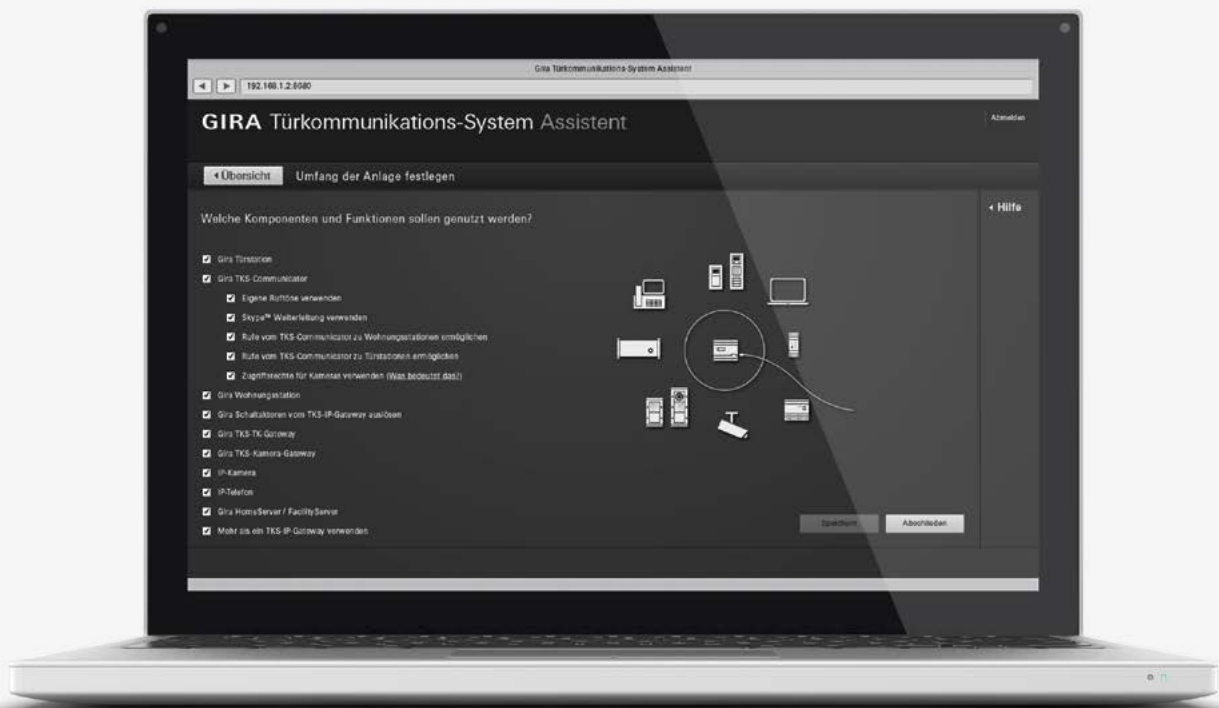 Gira Türkommunikations-System Assistent
192.168.1.2:8080
GIRA Türkommunikations-System Assistent
Abmelden
Übersicht Umfang der Anlage festlegen
Hilfe
Welche Komponenten und Funktionen sollen genutzt werden?
Gira Türstation
Gira TKS-Communicator
Eigene Ruftöne verwenden
Skype™ Weiterleitung verwenden
Rufe vom TKS-Communicator zu Wohnungsstationen ermöglichen
Rufe vom TKS-Communicator zu Türstationen ermöglichen
Zugriffsrechte für Kameras verwenden (Was bedeutet das?)
Gira Wohnungsstation
Gira Schaltaktoren vom TKS-IP-Gateway auslösen
Gira TKS-TK-Gateway
Gira TKS-Kamera-Gateway
IP-Kamera
IP-Telefon
Gira HomeServer / FacilityServer
Mehr als ein TKS-IP-Gateway verwenden
Speichern Abschließen